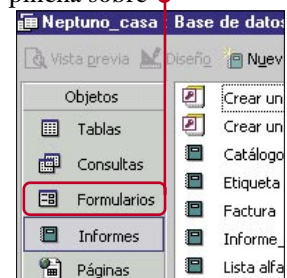 pincha sobre
Neptuno_casa : Base de datos
Vista previa Diseño Nuev
Objetos
Tablas
Consultas
Formularios
Informes
Páginas
Crear un
Crear un
Catálogo
Etiqueta
Factura
Informe_
Lista alfa